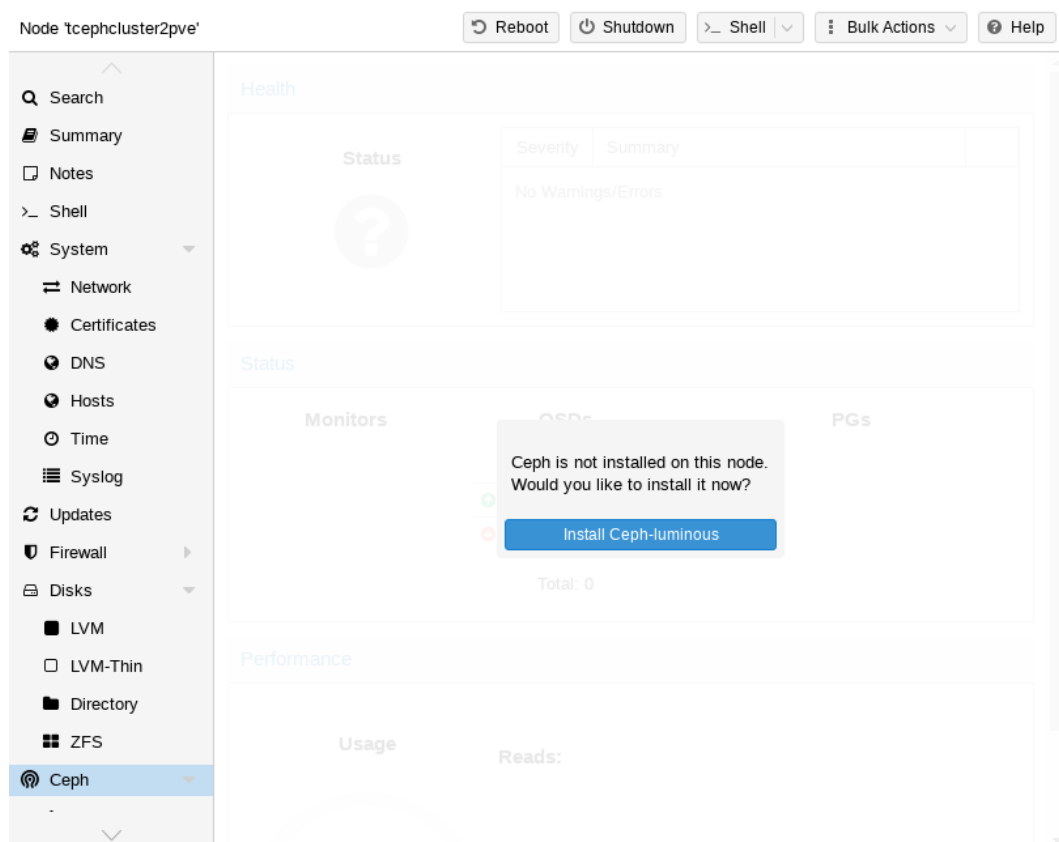 Node 'tcephcluster2pve'
Reboot
Shutdown
>_ Shell
Bulk Actions
Help
Search
Summary
Notes
>_ Shell
System
Network
Certificates
DNS
Hosts
Time
Syslog
Updates
Firewall
Disks
LVM
LVM-Thin
Directory
ZFS
Ceph
Health
Status
Severity Summary
No Warnings/Errors
Status
Monitors OSDs PGs
Ceph is not installed on this node.
Would you like to install it now?
Install Ceph-luminous
Total: 0
Performance
Usage
Reads: